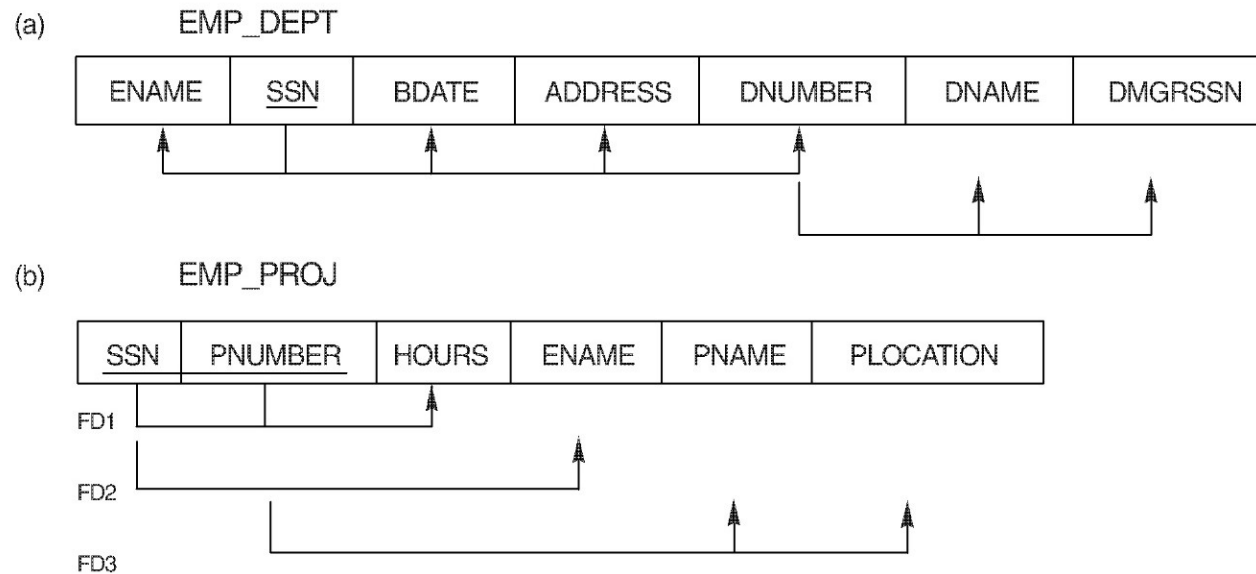 (a) EMP_DEPT
ENAME SSN BDATE ADDRESS DNUMBER DNAME DMGRSSN
(b) EMP_PROJ
SSN PNUMBER HOURS ENAME PNAME PLOCATION
FD1
FD2
FD3